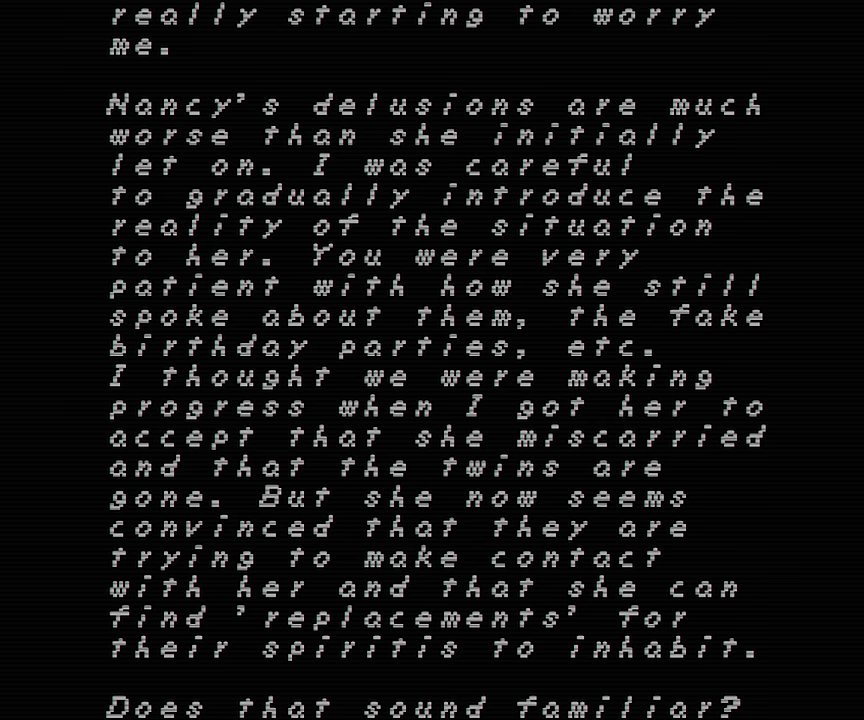 really starting to worry
me.
Nancy's delusions are much
worse than she initially
let on. I was careful
to gradually introduce the
reality of the situation
to her. You were very
patient with how she still
spoke about them, the fake
birthday parties, etc.
I thought we were making
progress when I got her to
accept that she miscarried
and that the twins are
gone. But she now seems
convinced that they are
trying to make contact
with her and that she can
find 'replacements' for
their spiritis to inhabit.
Does that sound familiar?